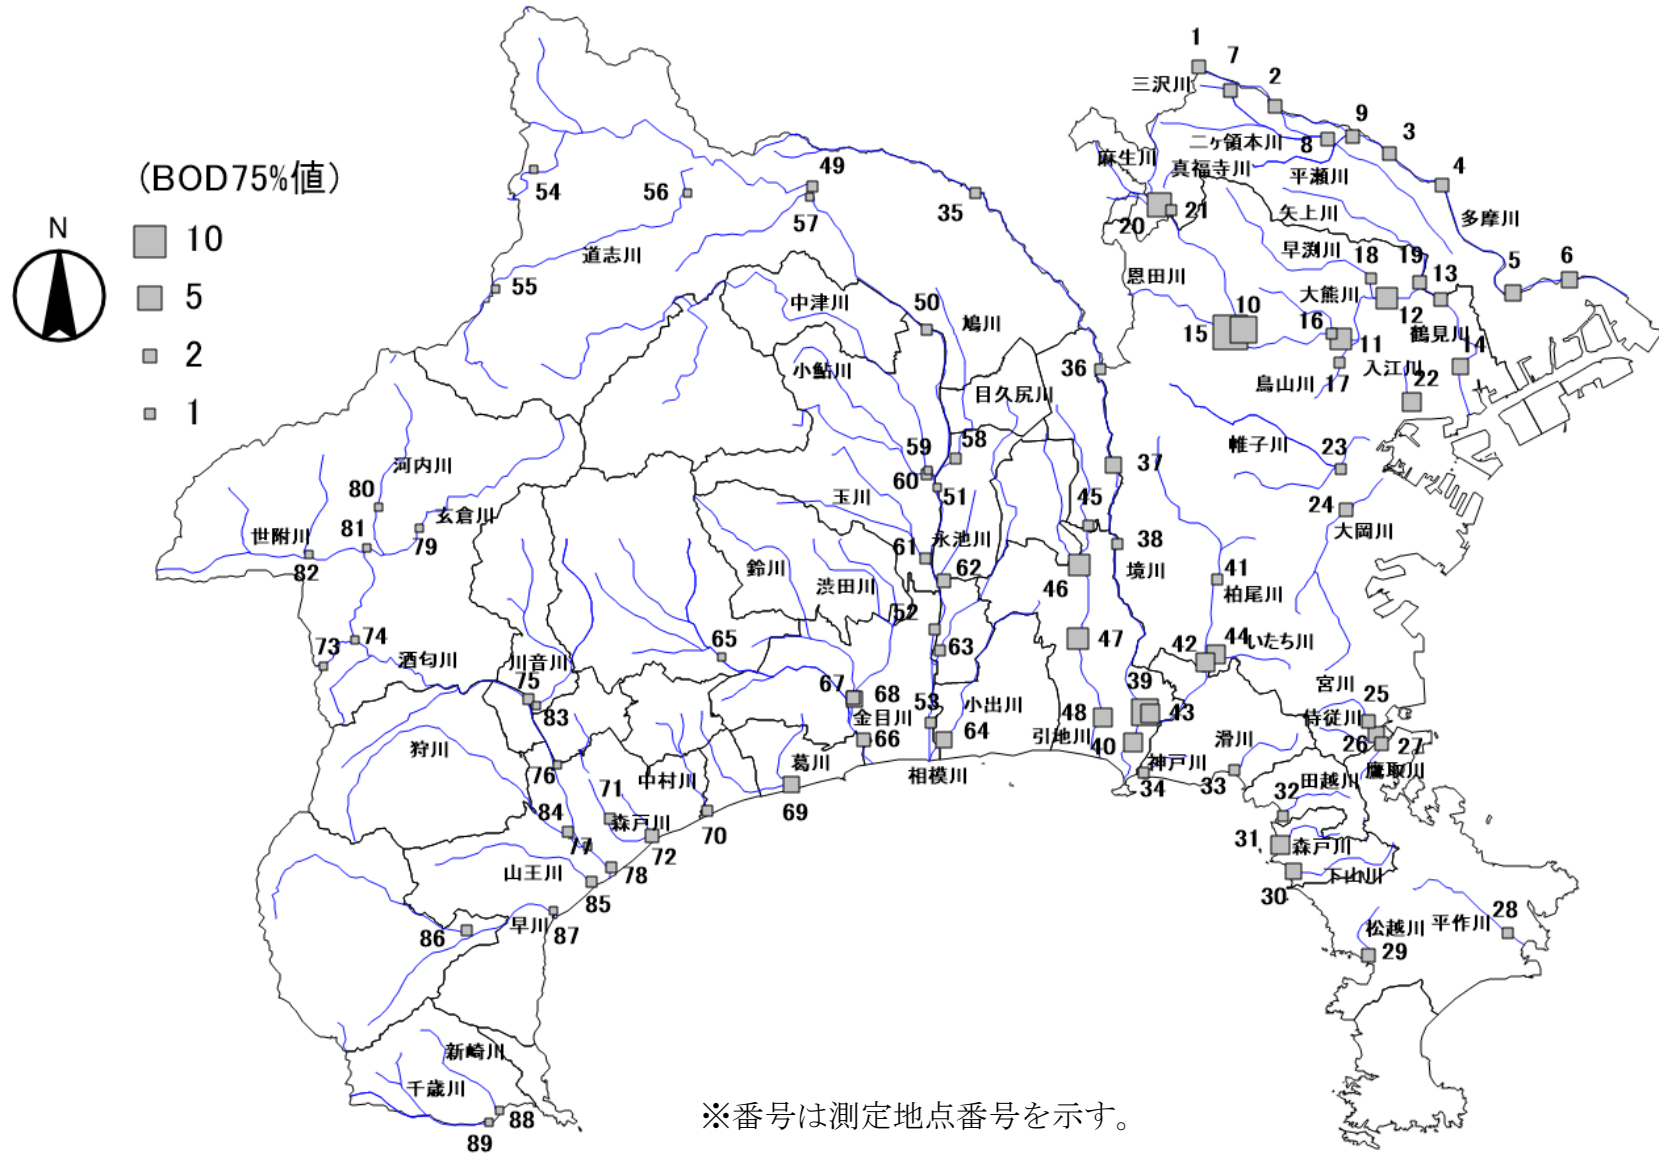 (BOD75%値)
10
5
2
1
N
1
7
2
三沢川
9
3
二ヶ領本川
8
4
麻生川
真福寺川
平瀬川
多摩川
20
21
矢上川
早渕川
18
19
13
5
6
恩田川
大熊川
12
10
15
16
11
鶴見川
14
入江川
鳥山川
17
22
帷子川
23
24
大岡川
49
54
56
57
35
道志川
55
中津川
50
鳩川
36
小鮎川
目久尻川
59
58
37
60
51
45
河内川
80
玄倉川
玉川
世附川
81
79
82
61
永池川
38
46
境川
鈴川
渋田川
62
41
柏尾川
52
47
42
44
いたち川
65
63
73
74
酒匂川
川音川
75
83
67
68
53
小出川
39
48
43
金目川
66
64
引地川
40
宮川
25
侍従川
26
27
鷹取川
滑川
神戸川
34
33
相模川
狩川
葛川
76
71
中村川
69
田越川
32
84
森戸川
70
72
77
31
森戸川
78
山王川
85
30
下山川
86
早川
87
松越川
平作川
28
29
新崎川
千歳川
88
89
※番号は測定地点番号を示す。